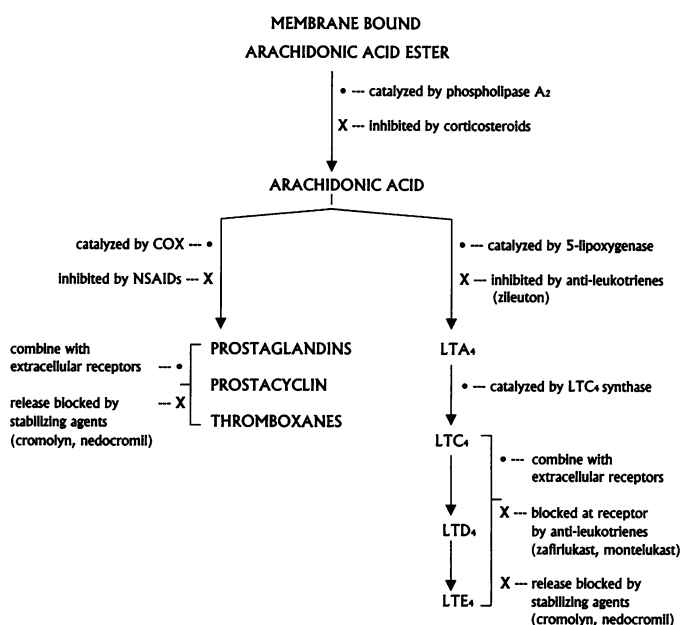 MEMBRANE BOUND
ARACHIDONIC ACID ESTER
• --- catalyzed by phospholipase A₂
X --- inhibited by corticosteroids
ARACHIDONIC ACID
catalyzed by COX --- •
inhibited by NSAIDs --- X
• --- catalyzed by 5-lipoxygenase
X --- inhibited by anti-leukotrienes
(zileuton)
combine with
extracellular receptors --- •
release blocked by --- X
stabilizing agents
(cromolyn, nedocromil)
PROSTAGLANDINS
PROSTACYCLIN
THROMBOXANES
LTA₄
• --- catalyzed by LTC₄ synthase
LTC₄
• --- combine with
extracellular receptors
X --- blocked at receptor
by anti-leukotrienes
(zafirlukast, montelukast)
LTD₄
X --- release blocked by
stabilizing agents
(cromolyn, nedocromil)
LTE₄